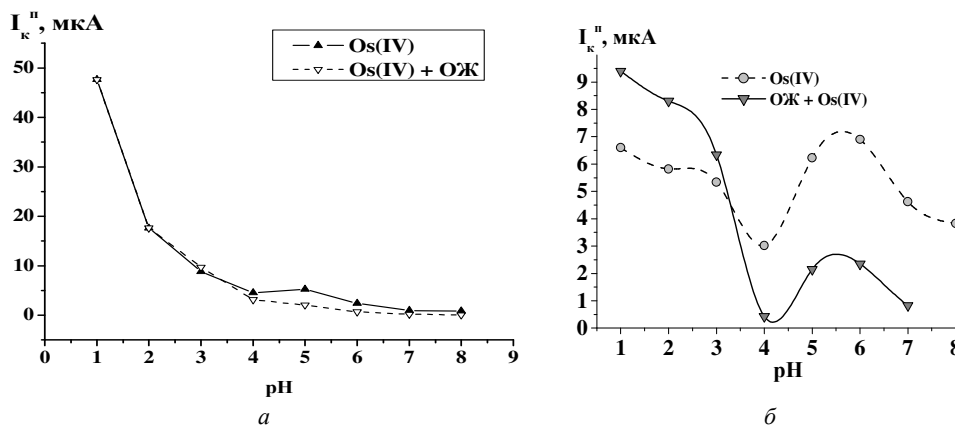 I_к^п, мкА
50
40
30
20
10
0
0 1 2 3 4 5 6 7 8 9
pH
Os(IV)
Os(IV) + ОЖ
а
I_к^п, мкА
10
9
8
7
6
5
4
3
2
1
0
1 2 3 4 5 6 7 8
pH
Os(IV)
ОЖ + Os(IV)
б